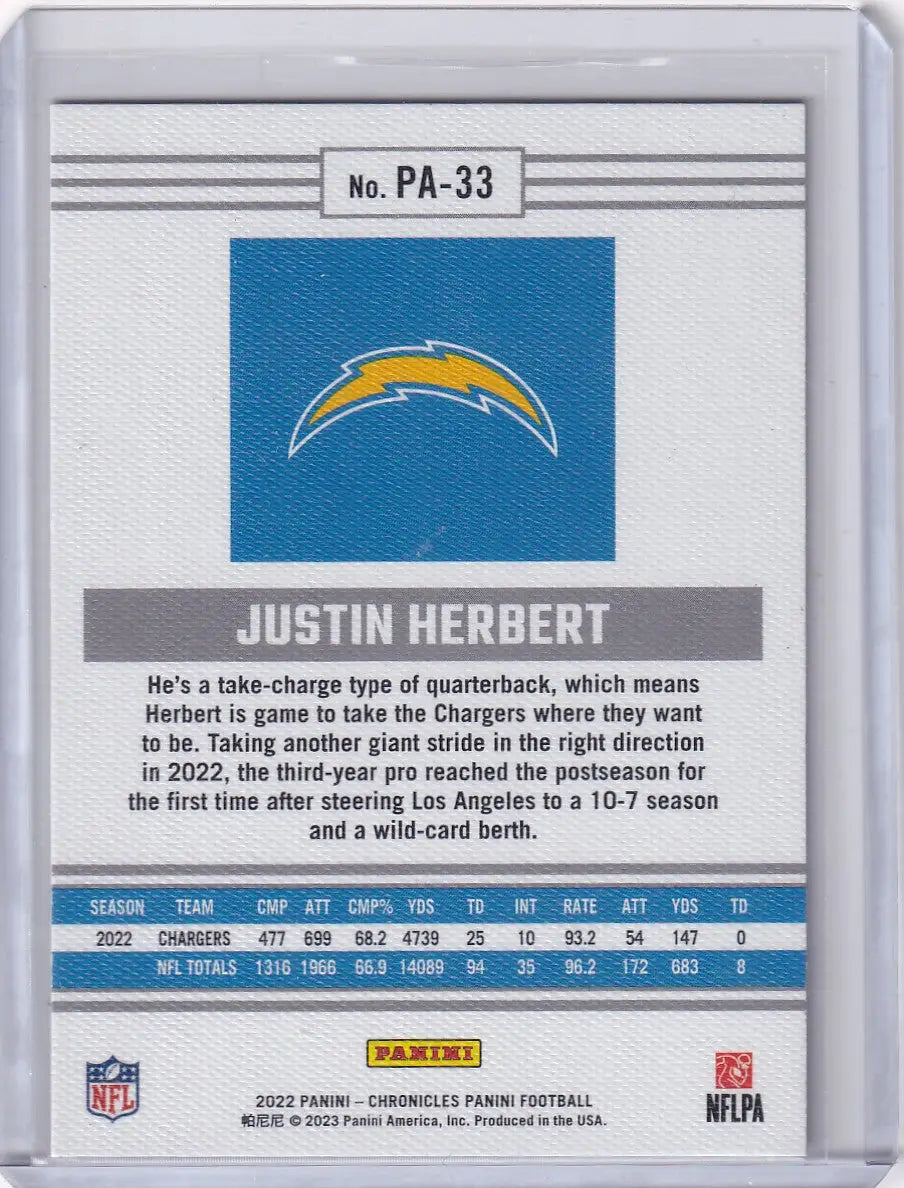 No. PA-33
JUSTIN HERBERT
He's a take-charge type of quarterback, which means
Herbert is game to take the Chargers where they want
to be. Taking another giant stride in the right direction
in 2022, the third-year pro reached the postseason for
the first time after steering Los Angeles to a 10-7 season
and a wild-card berth.
SEASON TEAM CMP ATT CMP% YDS TD INT RATE ATT YDS TD
2022 CHARGERS 477 699 68.2 4739 25 10 93.2 54 147 0
NFL TOTALS 1316 1966 66.9 14089 94 35 96.2 172 683 8
PANINI
NFL
2022 PANINI – CHRONICLES PANINI FOOTBALL
帕尼尼 © 2023 Panini America, Inc. Produced in the USA.
NFLPA